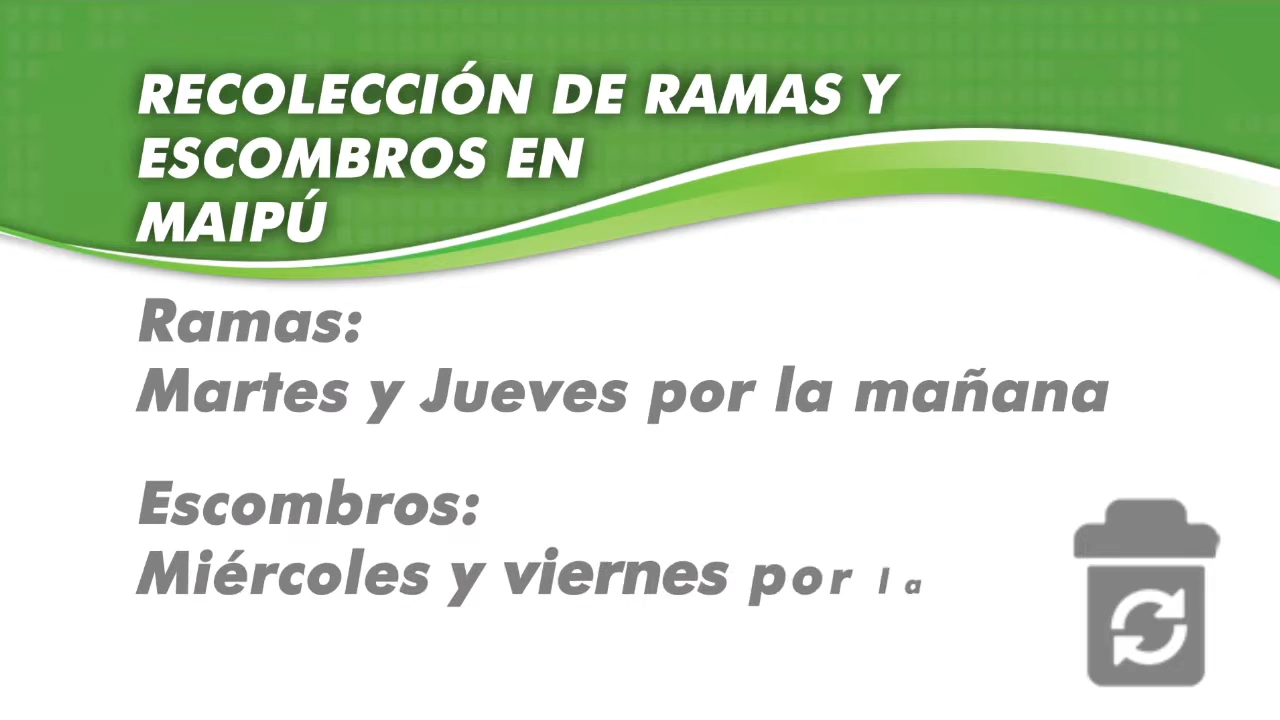 RECOLECCIÓN DE RAMAS Y
ESCOMBROS EN
MAIPÚ
Ramas:
Martes y Jueves por la mañana
Escombros:
Miércoles y viernes por la